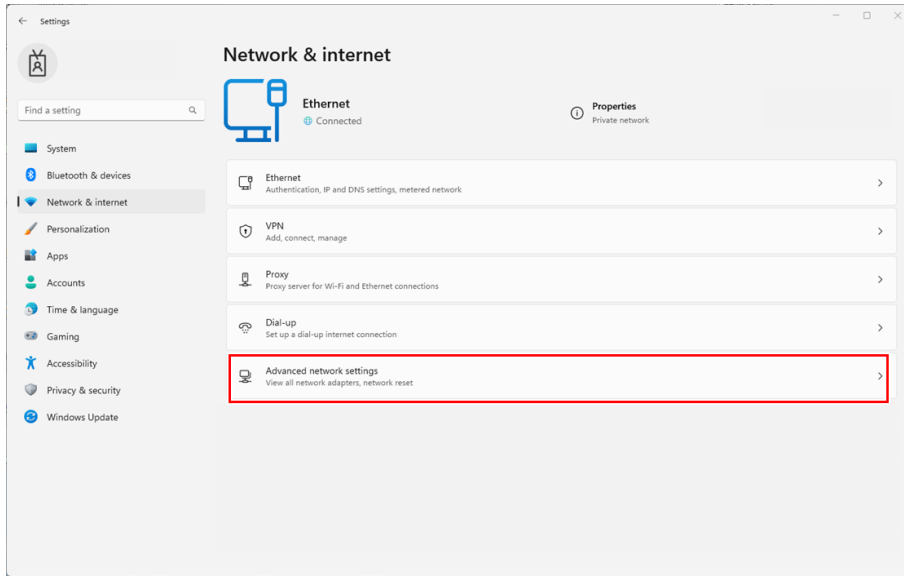 Settings
Find a setting
System
Bluetooth & devices
Network & internet
Personalization
Apps
Accounts
Time & language
Gaming
Accessibility
Privacy & security
Windows Update
Network & internet
Ethernet
Connected
Properties
Private network
Ethernet
Authentication, IP and DNS settings, metered network
VPN
Add, connect, manage
Proxy
Proxy server for Wi-Fi and Ethernet connections
Dial-up
Set up a dial-up internet connection
Advanced network settings
View all network adapters, network reset